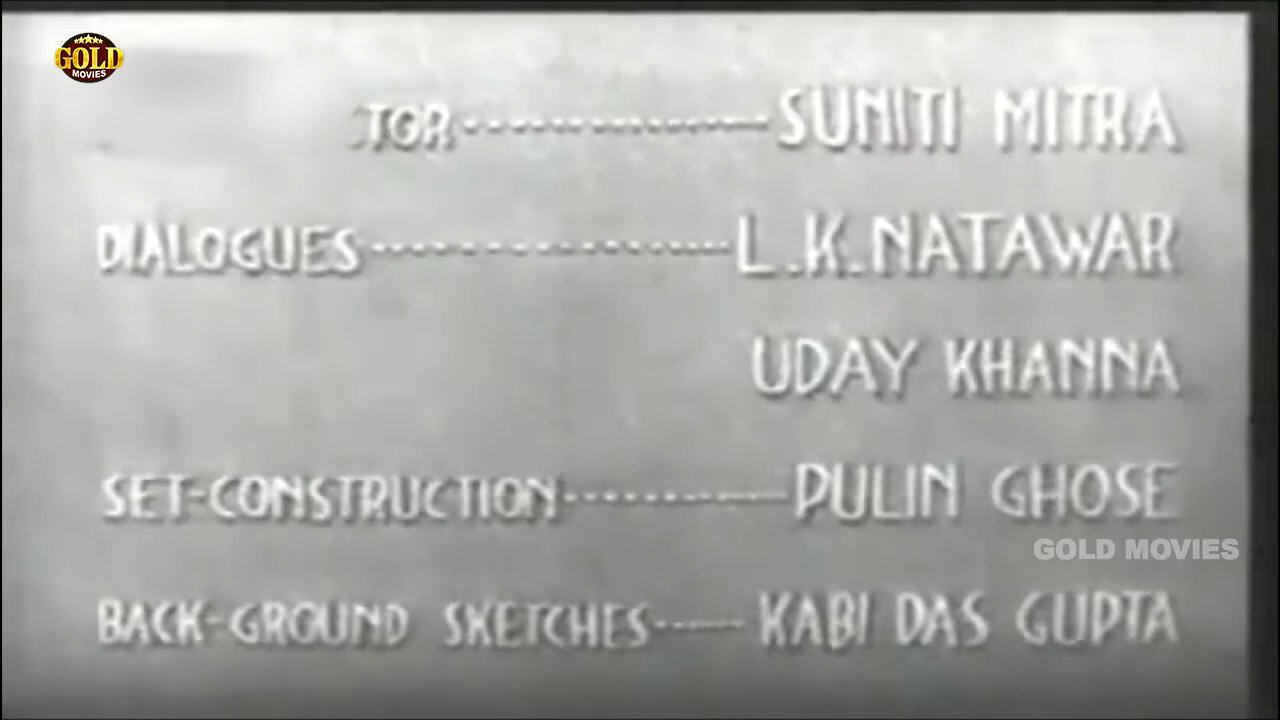 GOLD
MOVIES
TOR---------------SUNITI MITRA
DIALOGUES-----------------L.K.NATAWAR
UDAY KHANNA
SET-CONSTRUCTION-----------PULIN GHOSE
GOLD MOVIES
BACK-GROUND SKETCHES-----KABI DAS GUPTA